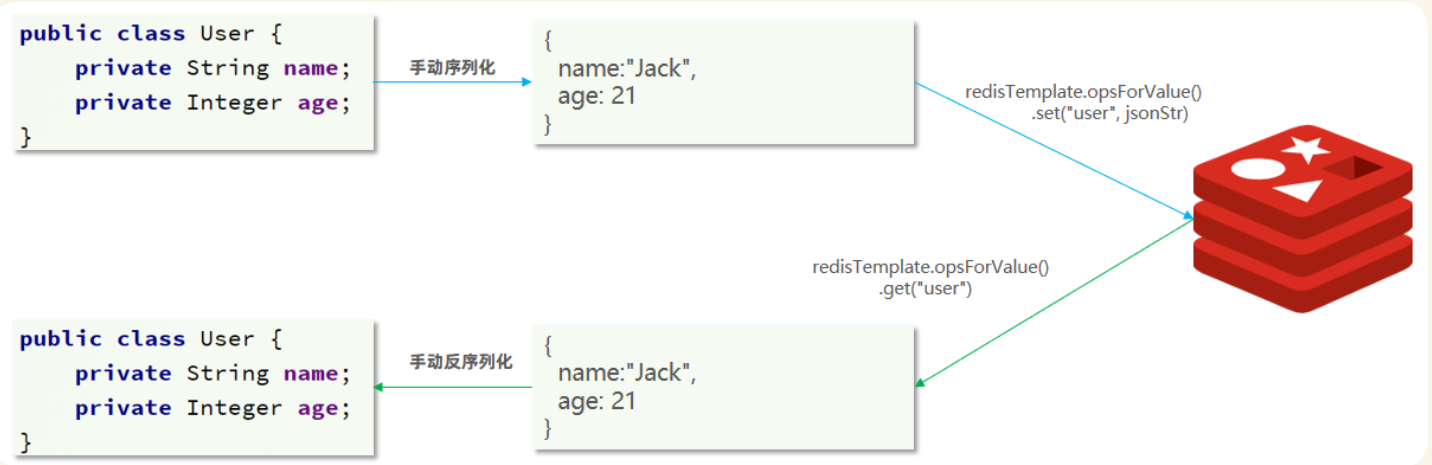 public class User {
private String name;
private Integer age;
}
手动序列化
{
name:"Jack",
age: 21
}
redisTemplate.opsForValue()
.set("user", jsonStr)
redisTemplate.opsForValue()
.get("user")
public class User {
private String name;
private Integer age;
}
手动反序列化
{
name:"Jack",
age: 21
}